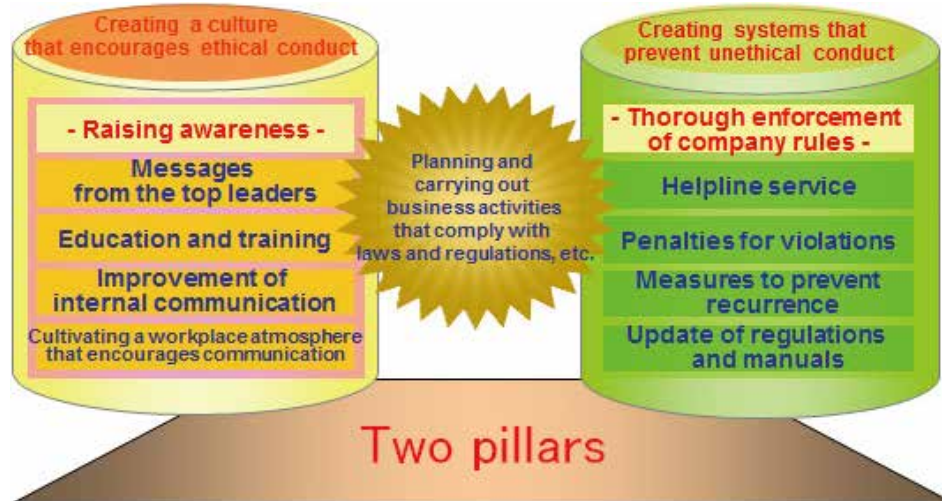 Creating a culture
that encourages ethical conduct
- Raising awareness -
Messages
from the top leaders
Education and training
Improvement of
internal communication
Cultivating a workplace atmosphere
that encourages communication
Planning and
carrying out
business activities
that comply with
laws and regulations, etc.
Creating systems that
prevent unethical conduct
- Thorough enforcement
of company rules -
Helpline service
Penalties for violations
Measures to prevent
recurrence
Update of regulations
and manuals
Two pillars